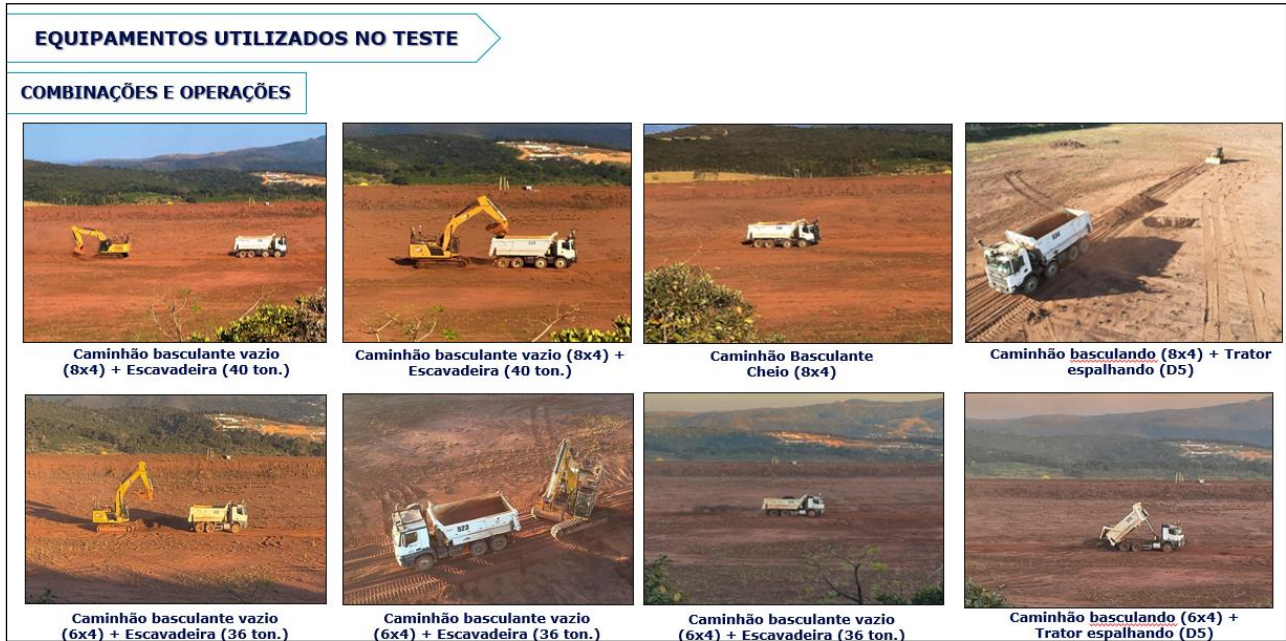 EQUIPAMENTOS UTILIZADOS NO TESTE
COMBINAÇÕES E OPERAÇÕES
Caminhão basculante vazio
(8x4) + Escavadeira (40 ton.)
Caminhão basculante vazio (8x4) +
Escavadeira (40 ton.)
Caminhão Basculante
Cheio (8x4)
Caminhão basculando (8x4) + Trator
espalhando (D5)
523
Caminhão basculante vazio
(6x4) + Escavadeira (36 ton.)
Caminhão basculante vazio
(6x4) + Escavadeira (36 ton.)
Caminhão basculante vazio
(6x4) + Escavadeira (36 ton.)
Caminhão basculando (6x4) +
Trator espalhando (D5)